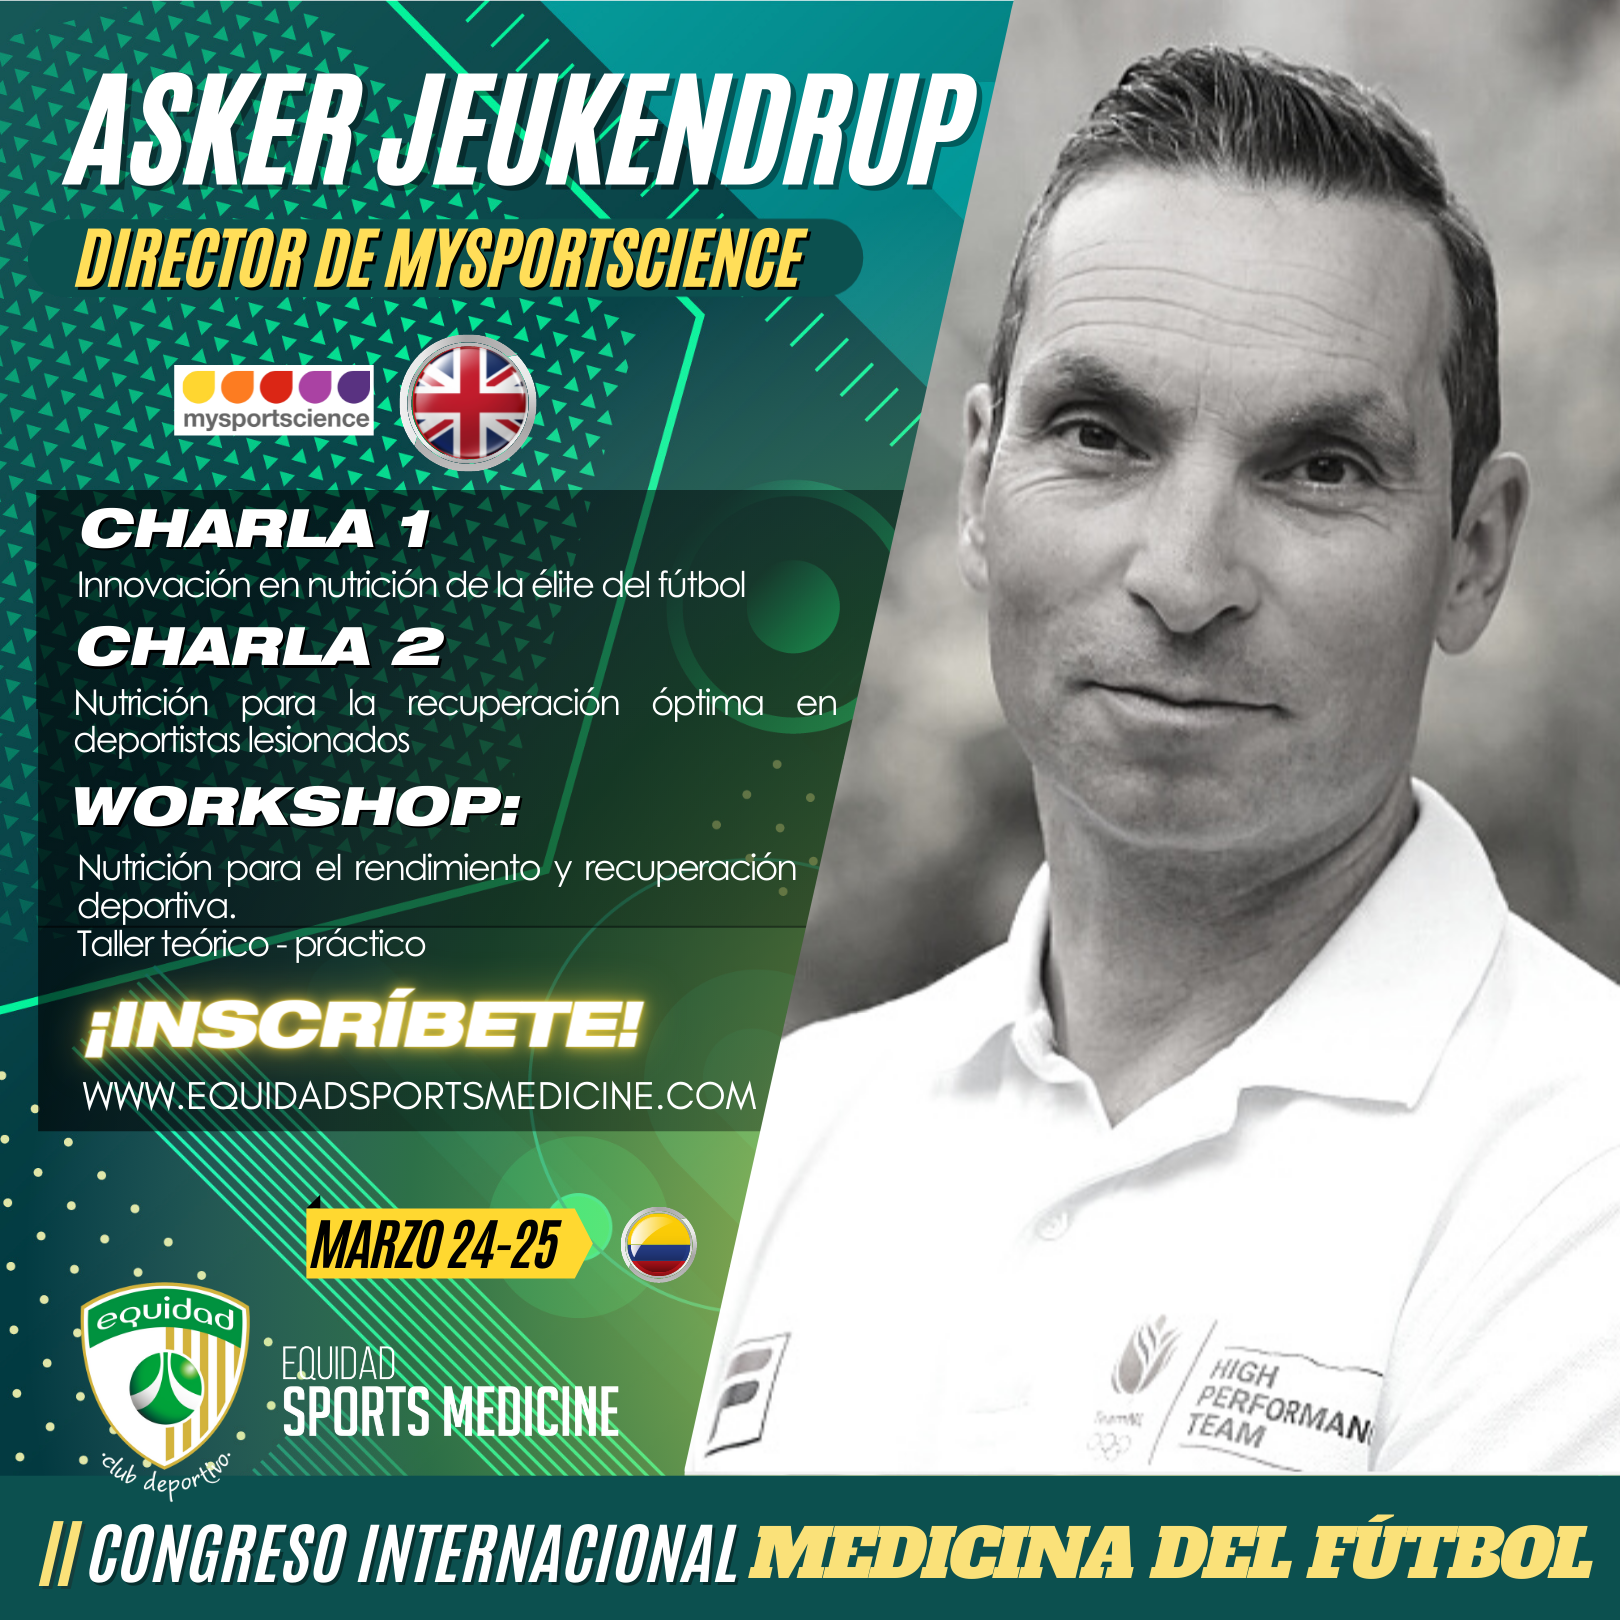 ASKER JEUKENDRUP
DIRECTOR DE MYSPORTSCIENCE
mysportscience
CHARLA 1
Innovación en nutrición de la élite del fútbol
CHARLA 2
Nutrición para la recuperación óptima en
deportistas lesionados
WORKSHOP:
Nutrición para el rendimiento y recuperación
deportiva.
Taller teórico - práctico
¡INSCRÍBETE!
WWW.EQUIDADSPORTSMEDICINE.COM
MARZO 24-25
equidad
club deportivo
EQUIDAD
SPORTS MEDICINE
TeamNL
HIGH
PERFORMAN
TEAM
II CONGRESO INTERNACIONAL MEDICINA DEL FÚTBOL